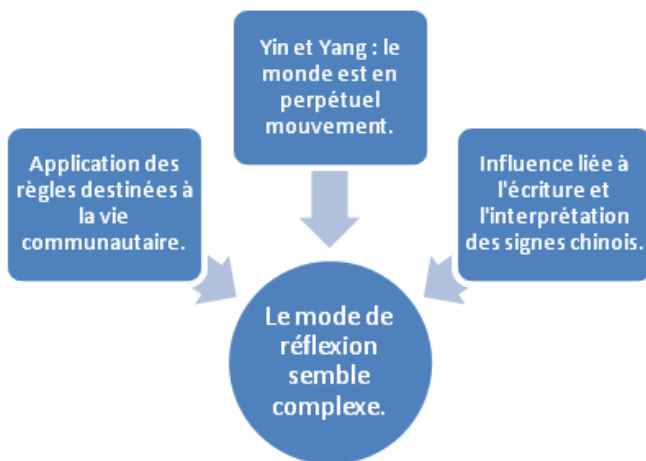 Yin et Yang : le
monde est en
perpétuel
mouvement.
Application des
règles destinées à
la vie
communautaire.
Influence liée à
l'écriture et
l'interprétation
des signes chinois.
Le mode de
réflexion
semble
complexe.